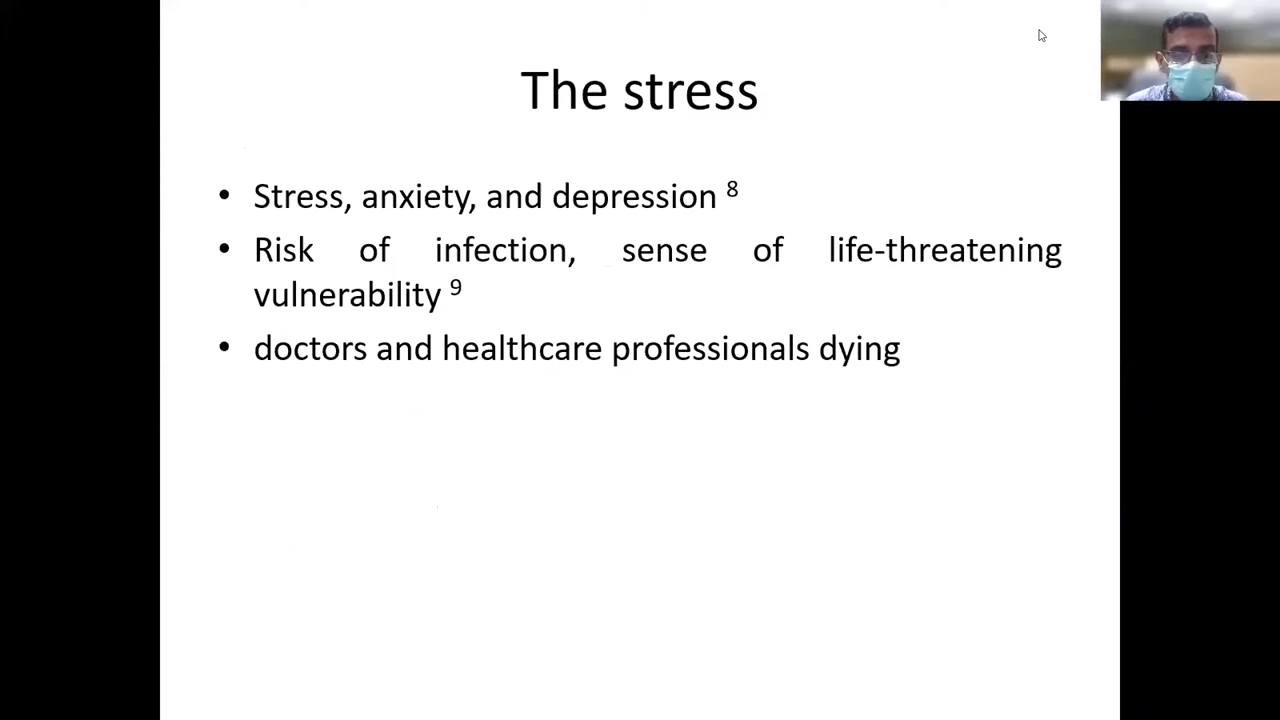 The stress
• Stress, anxiety, and depression 8
• Risk of infection, sense of life-threatening
vulnerability 9
• doctors and healthcare professionals dying